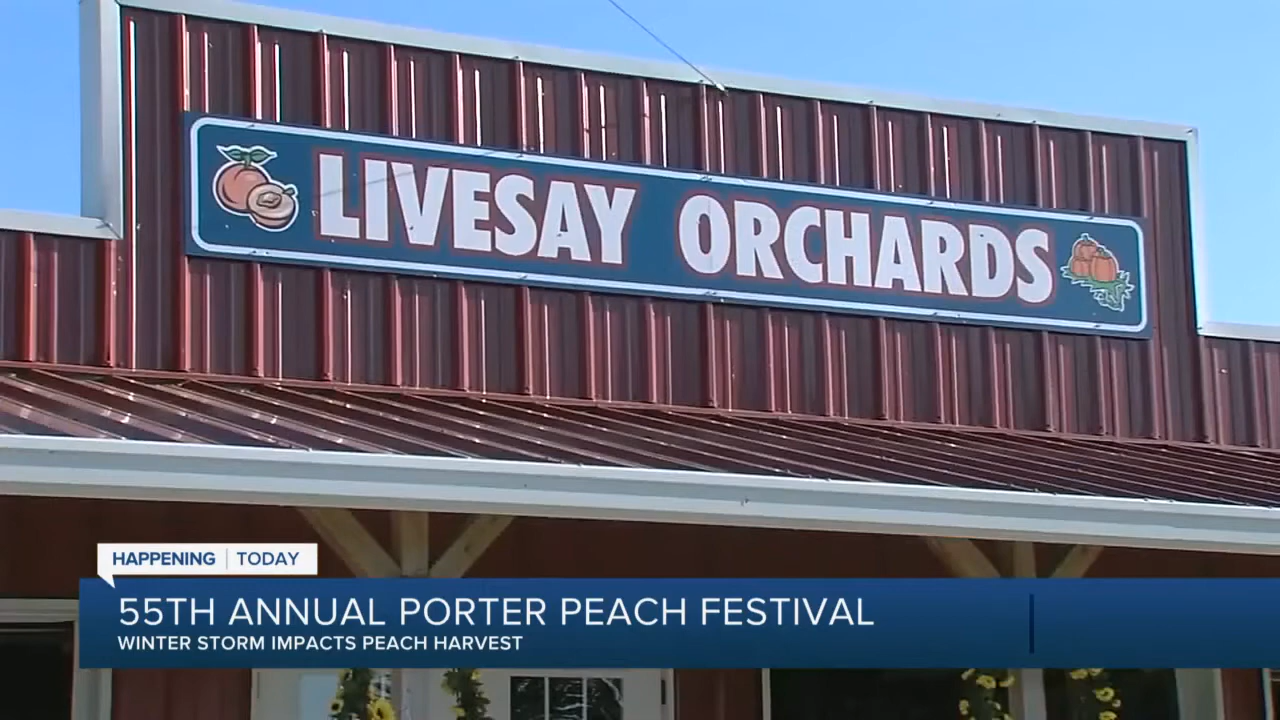 LIVESAY ORCHARDS
HAPPENING TODAY
55TH ANNUAL PORTER PEACH FESTIVAL
WINTER STORM IMPACTS PEACH HARVEST